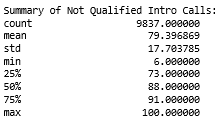 Summary of Not Qualified Intro Calls:
count 9837.000000
mean 79.396869
std 17.703785
min 6.000000
25% 73.000000
50% 88.000000
75% 91.000000
max 100.000000